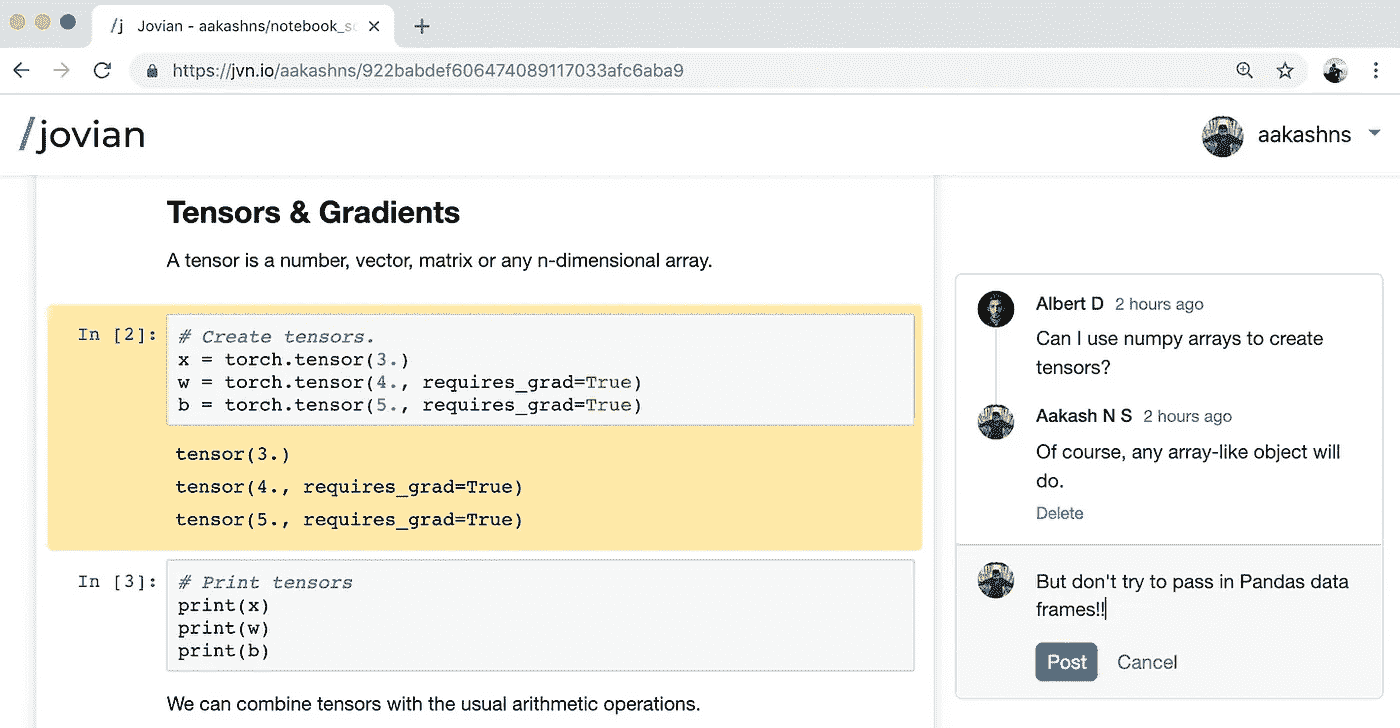 /j Jovian - aakashns/notebook_sc
https://jvn.io/aakashns/922babdef606474089117033afc6aba9
/jovian
aakashns
Tensors & Gradients
A tensor is a number, vector, matrix or any n-dimensional array.
In [2]:
# Create tensors.
x = torch.tensor(3.)
w = torch.tensor(4., requires_grad=True)
b = torch.tensor(5., requires_grad=True)
tensor(3.)
tensor(4., requires_grad=True)
tensor(5., requires_grad=True)
In [3]:
# Print tensors
print(x)
print(w)
print(b)
We can combine tensors with the usual arithmetic operations.
Albert D 2 hours ago
Can I use numpy arrays to create
tensors?
Aakash N S 2 hours ago
Of course, any array-like object will
do.
Delete
But don't try to pass in Pandas data
frames!!
Post Cancel